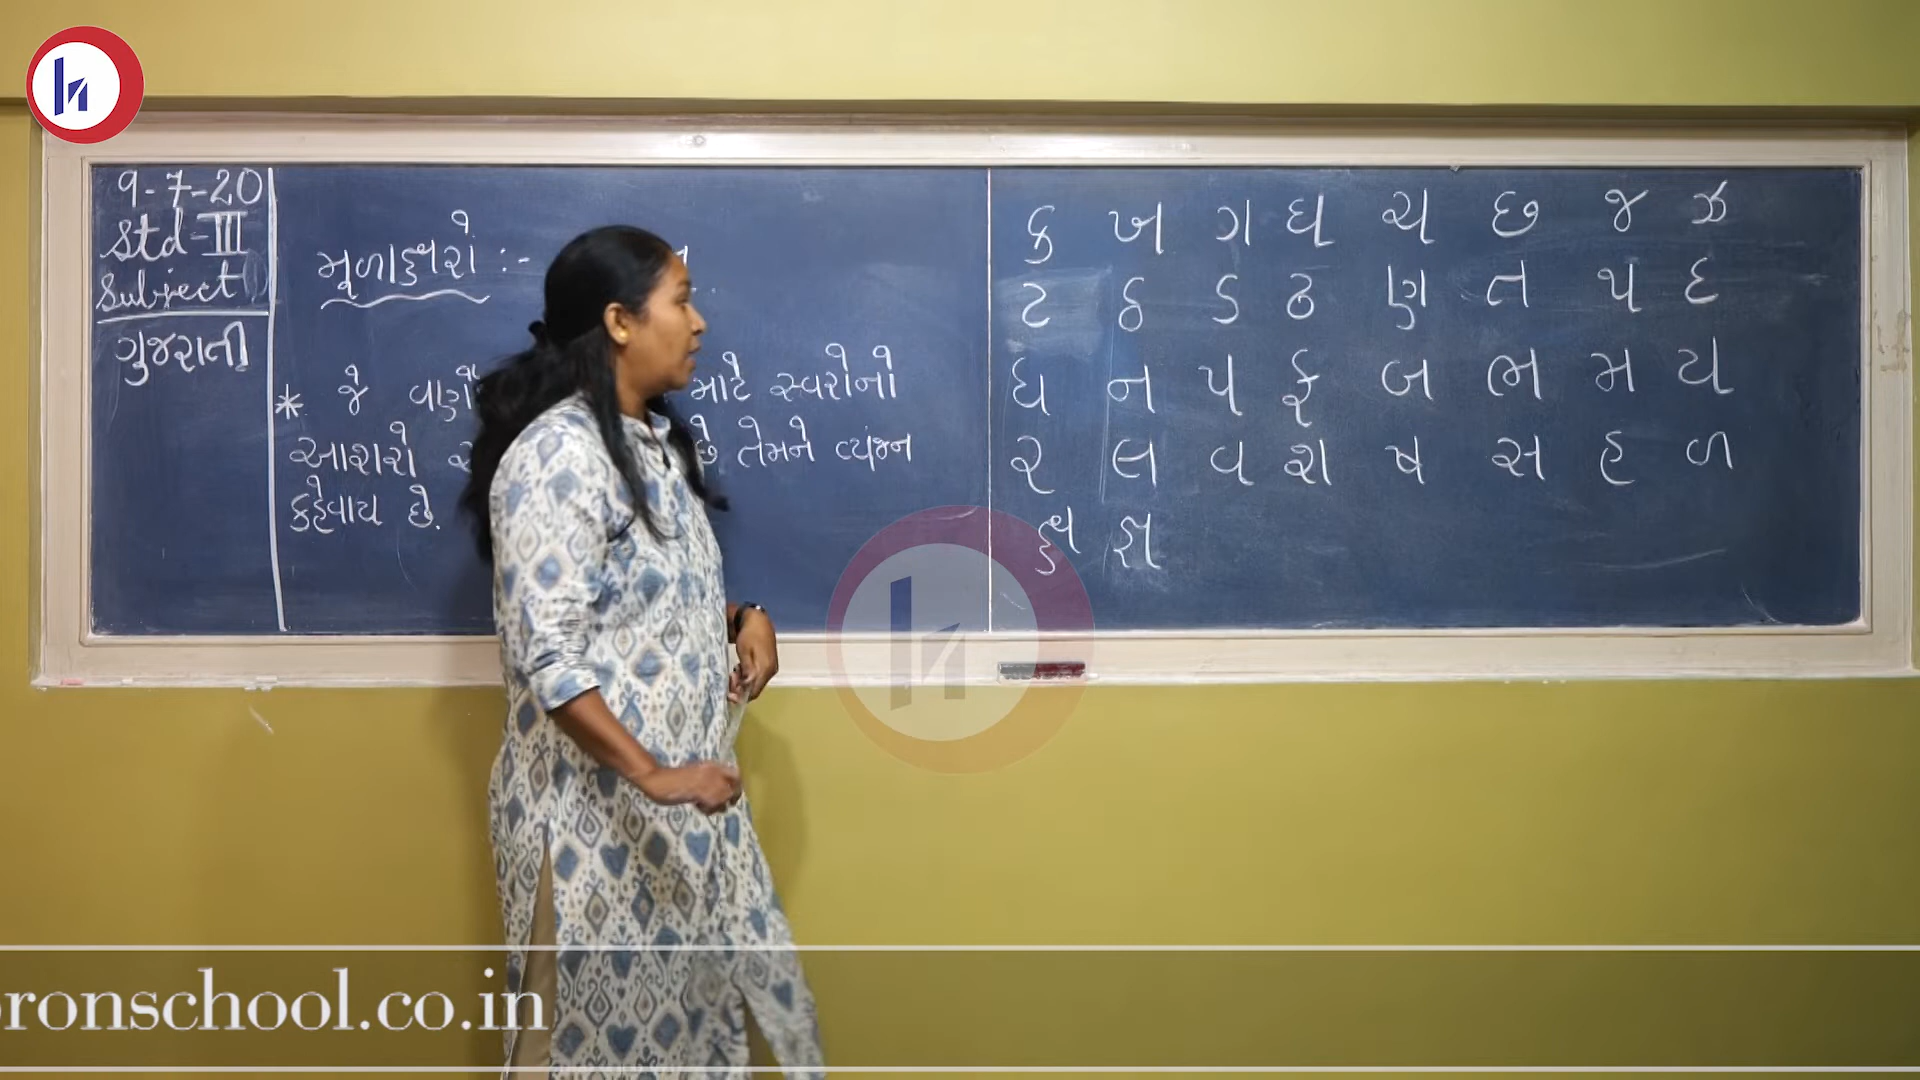 9-7-20
Std-III
Subject
ગુજરાતી
મૂળાક્ષરો :-
* જે માટે સ્વરોનો
આશરો છે તેમને વ્યંજન
કહેવાય છે.
ક ખ ગ ઘ ચ છ જ ઝ
ટ ઠ ડ ઢ ણ ત થ દ
ધ ન પ ફ બ ભ મ ય
ર લ વ શ ષ સ હ ળ
ક્ષ જ્ઞ
ronschool.co.in